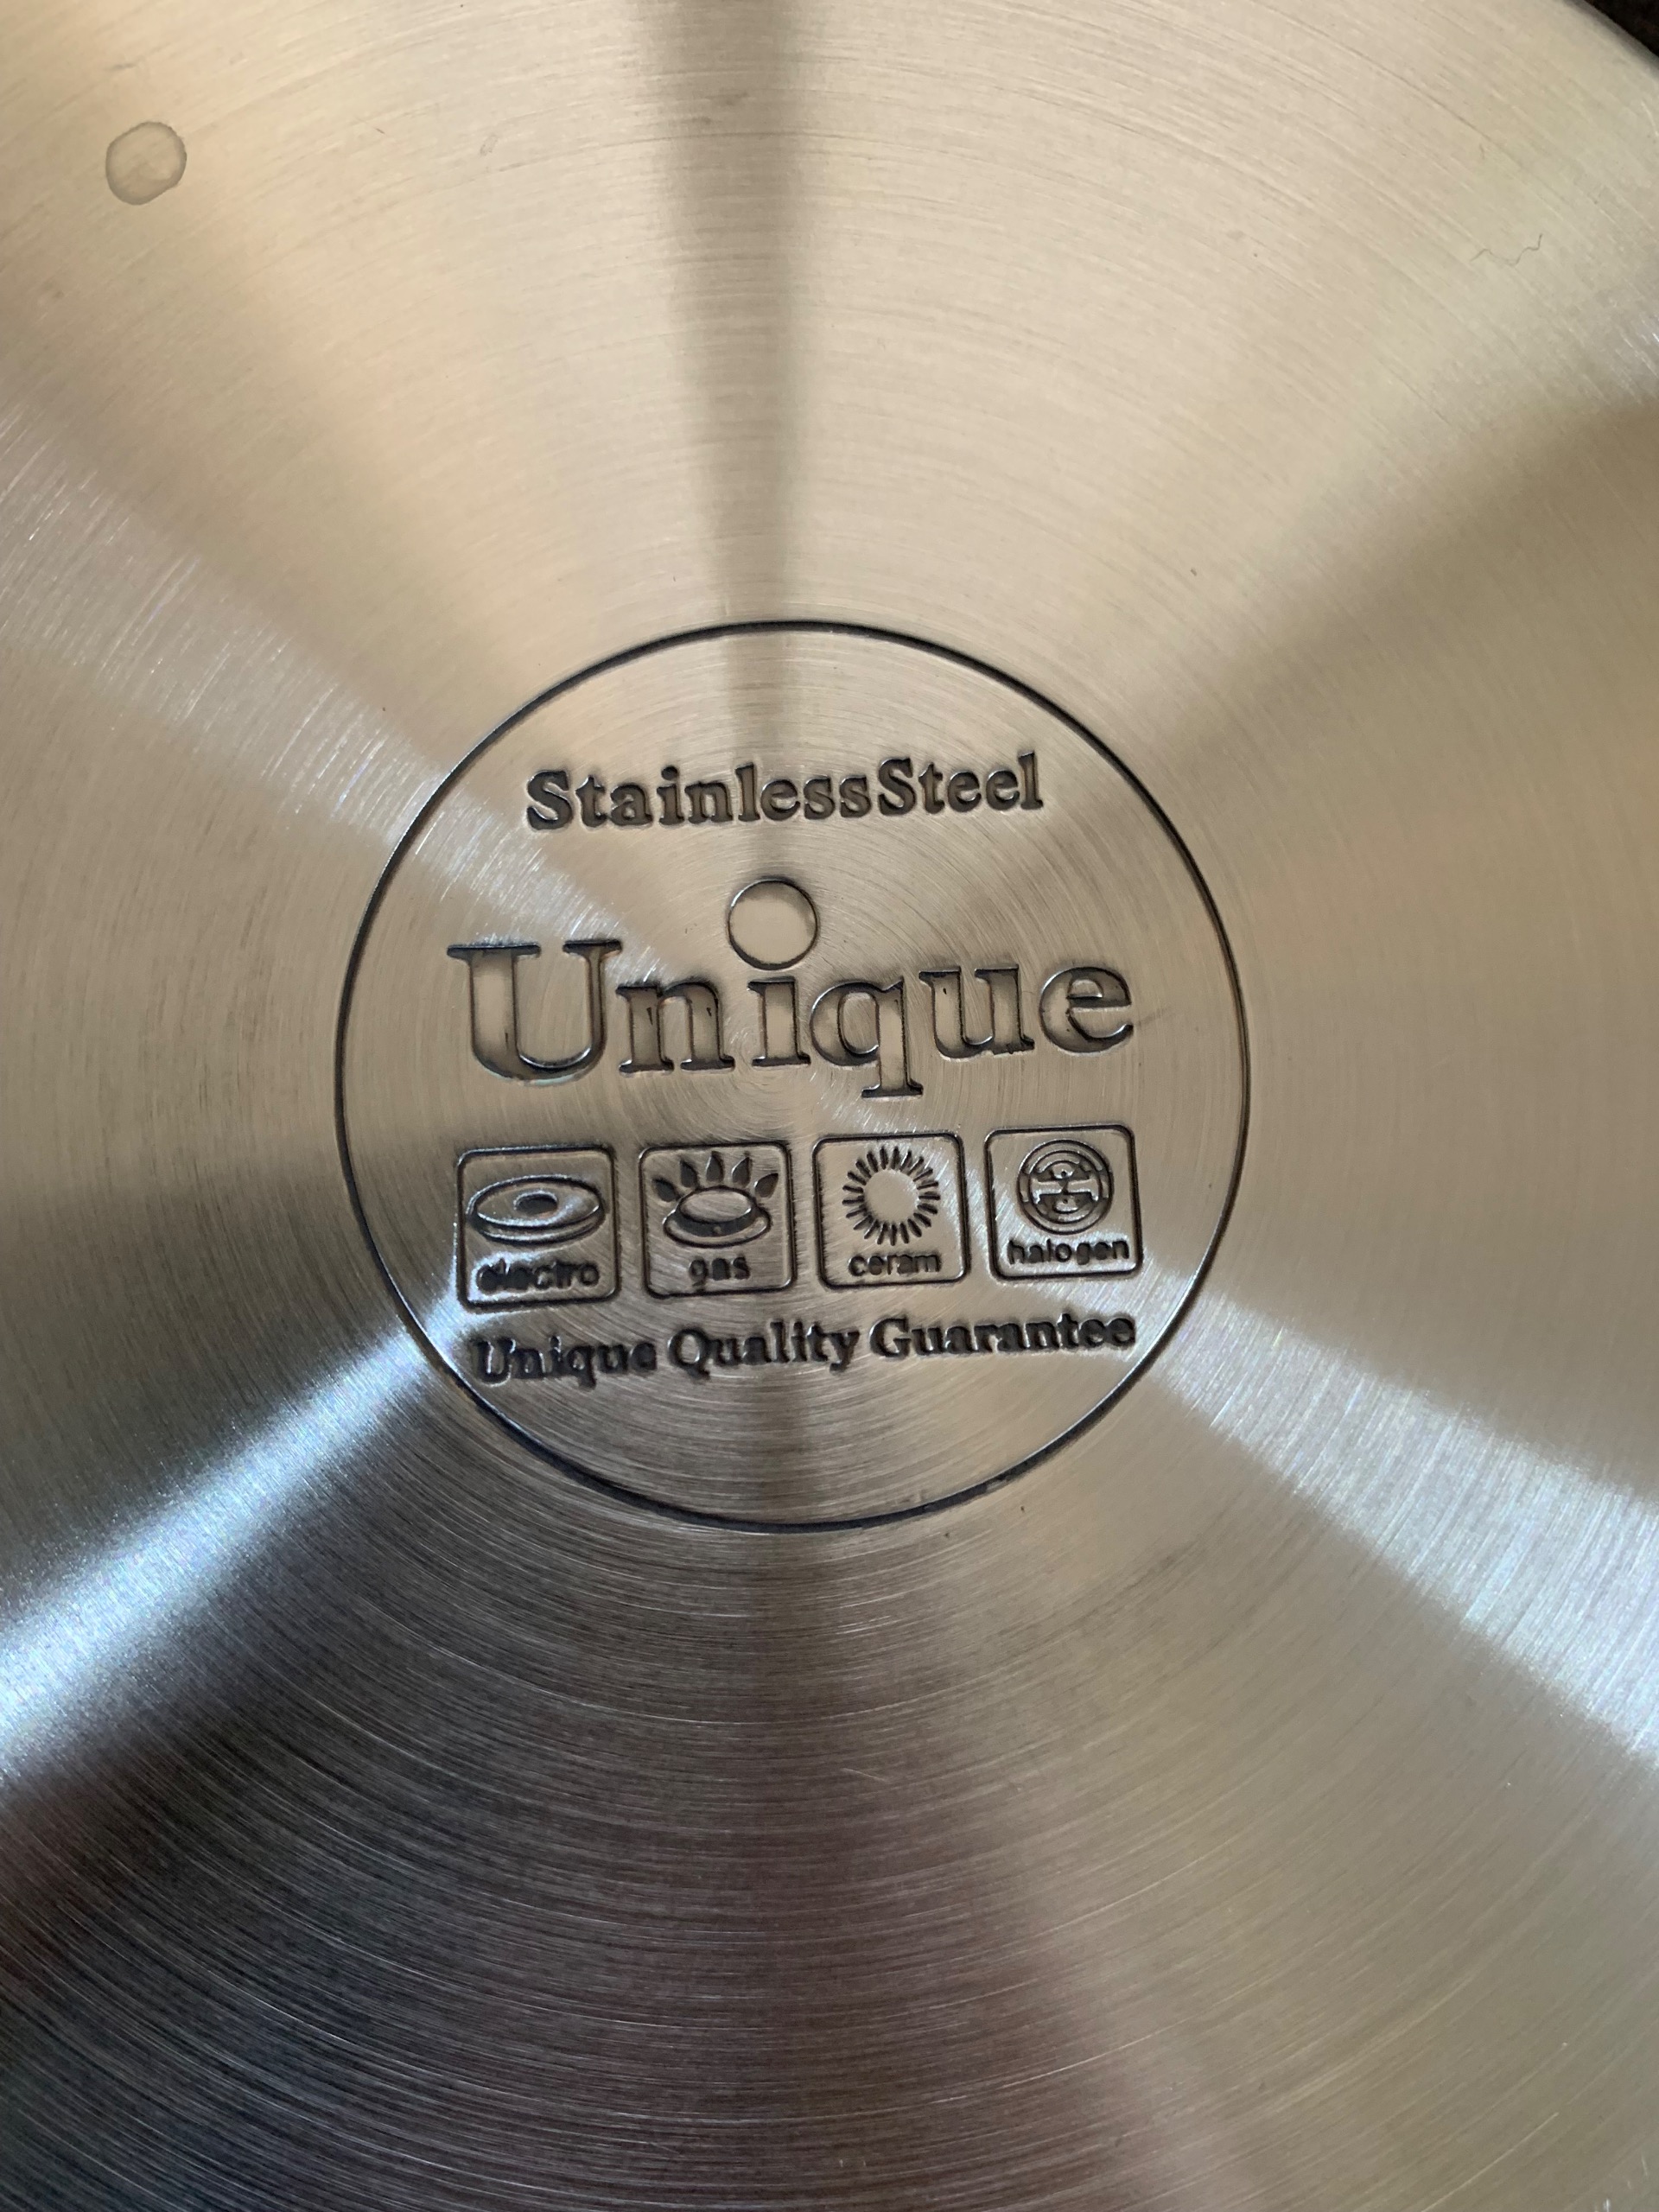 StainlessSteel
Unique
electro gas ceram halogen
Unique Quality Guarantee